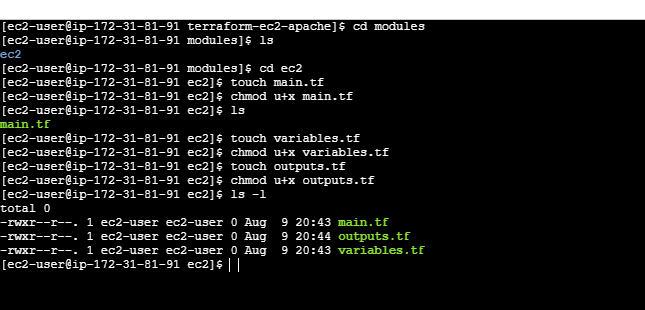 [ec2-user@ip-172-31-81-91 terraform-ec2-apache]$ cd modules
[ec2-user@ip-172-31-81-91 modules]$ ls
ec2
[ec2-user@ip-172-31-81-91 modules]$ cd ec2
[ec2-user@ip-172-31-81-91 ec2]$ touch main.tf
[ec2-user@ip-172-31-81-91 ec2]$ chmod u+x main.tf
[ec2-user@ip-172-31-81-91 ec2]$ ls
main.tf
[ec2-user@ip-172-31-81-91 ec2]$ touch variables.tf
[ec2-user@ip-172-31-81-91 ec2]$ chmod u+x variables.tf
[ec2-user@ip-172-31-81-91 ec2]$ touch outputs.tf
[ec2-user@ip-172-31-81-91 ec2]$ chmod u+x outputs.tf
[ec2-user@ip-172-31-81-91 ec2]$ ls -l
total 0
-rwxr--r--. 1 ec2-user ec2-user 0 Aug  9 20:43 main.tf
-rwxr--r--. 1 ec2-user ec2-user 0 Aug  9 20:44 outputs.tf
-rwxr--r--. 1 ec2-user ec2-user 0 Aug  9 20:43 variables.tf
[ec2-user@ip-172-31-81-91 ec2]$